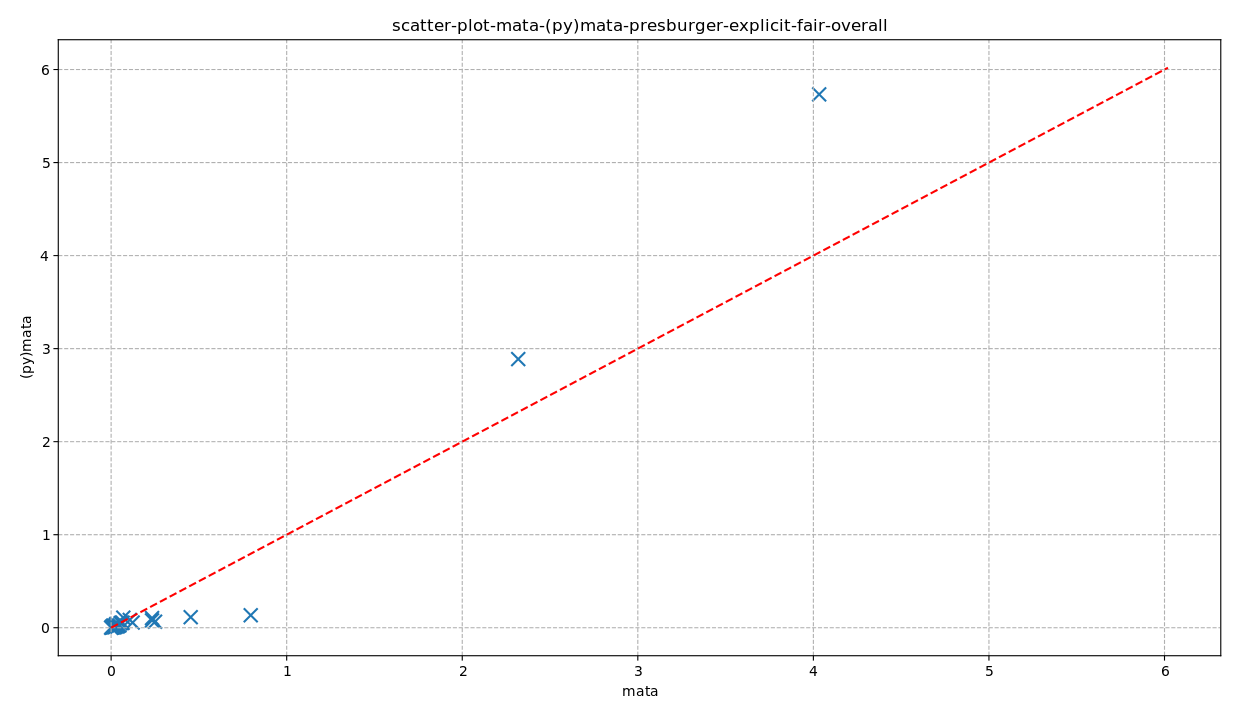 scatter-plot-mata-(py)mata-presburger-explicit-fair-overall
6
5
4
3
2
1
0
(py)mata
0 1 2 3 4 5 6
mata